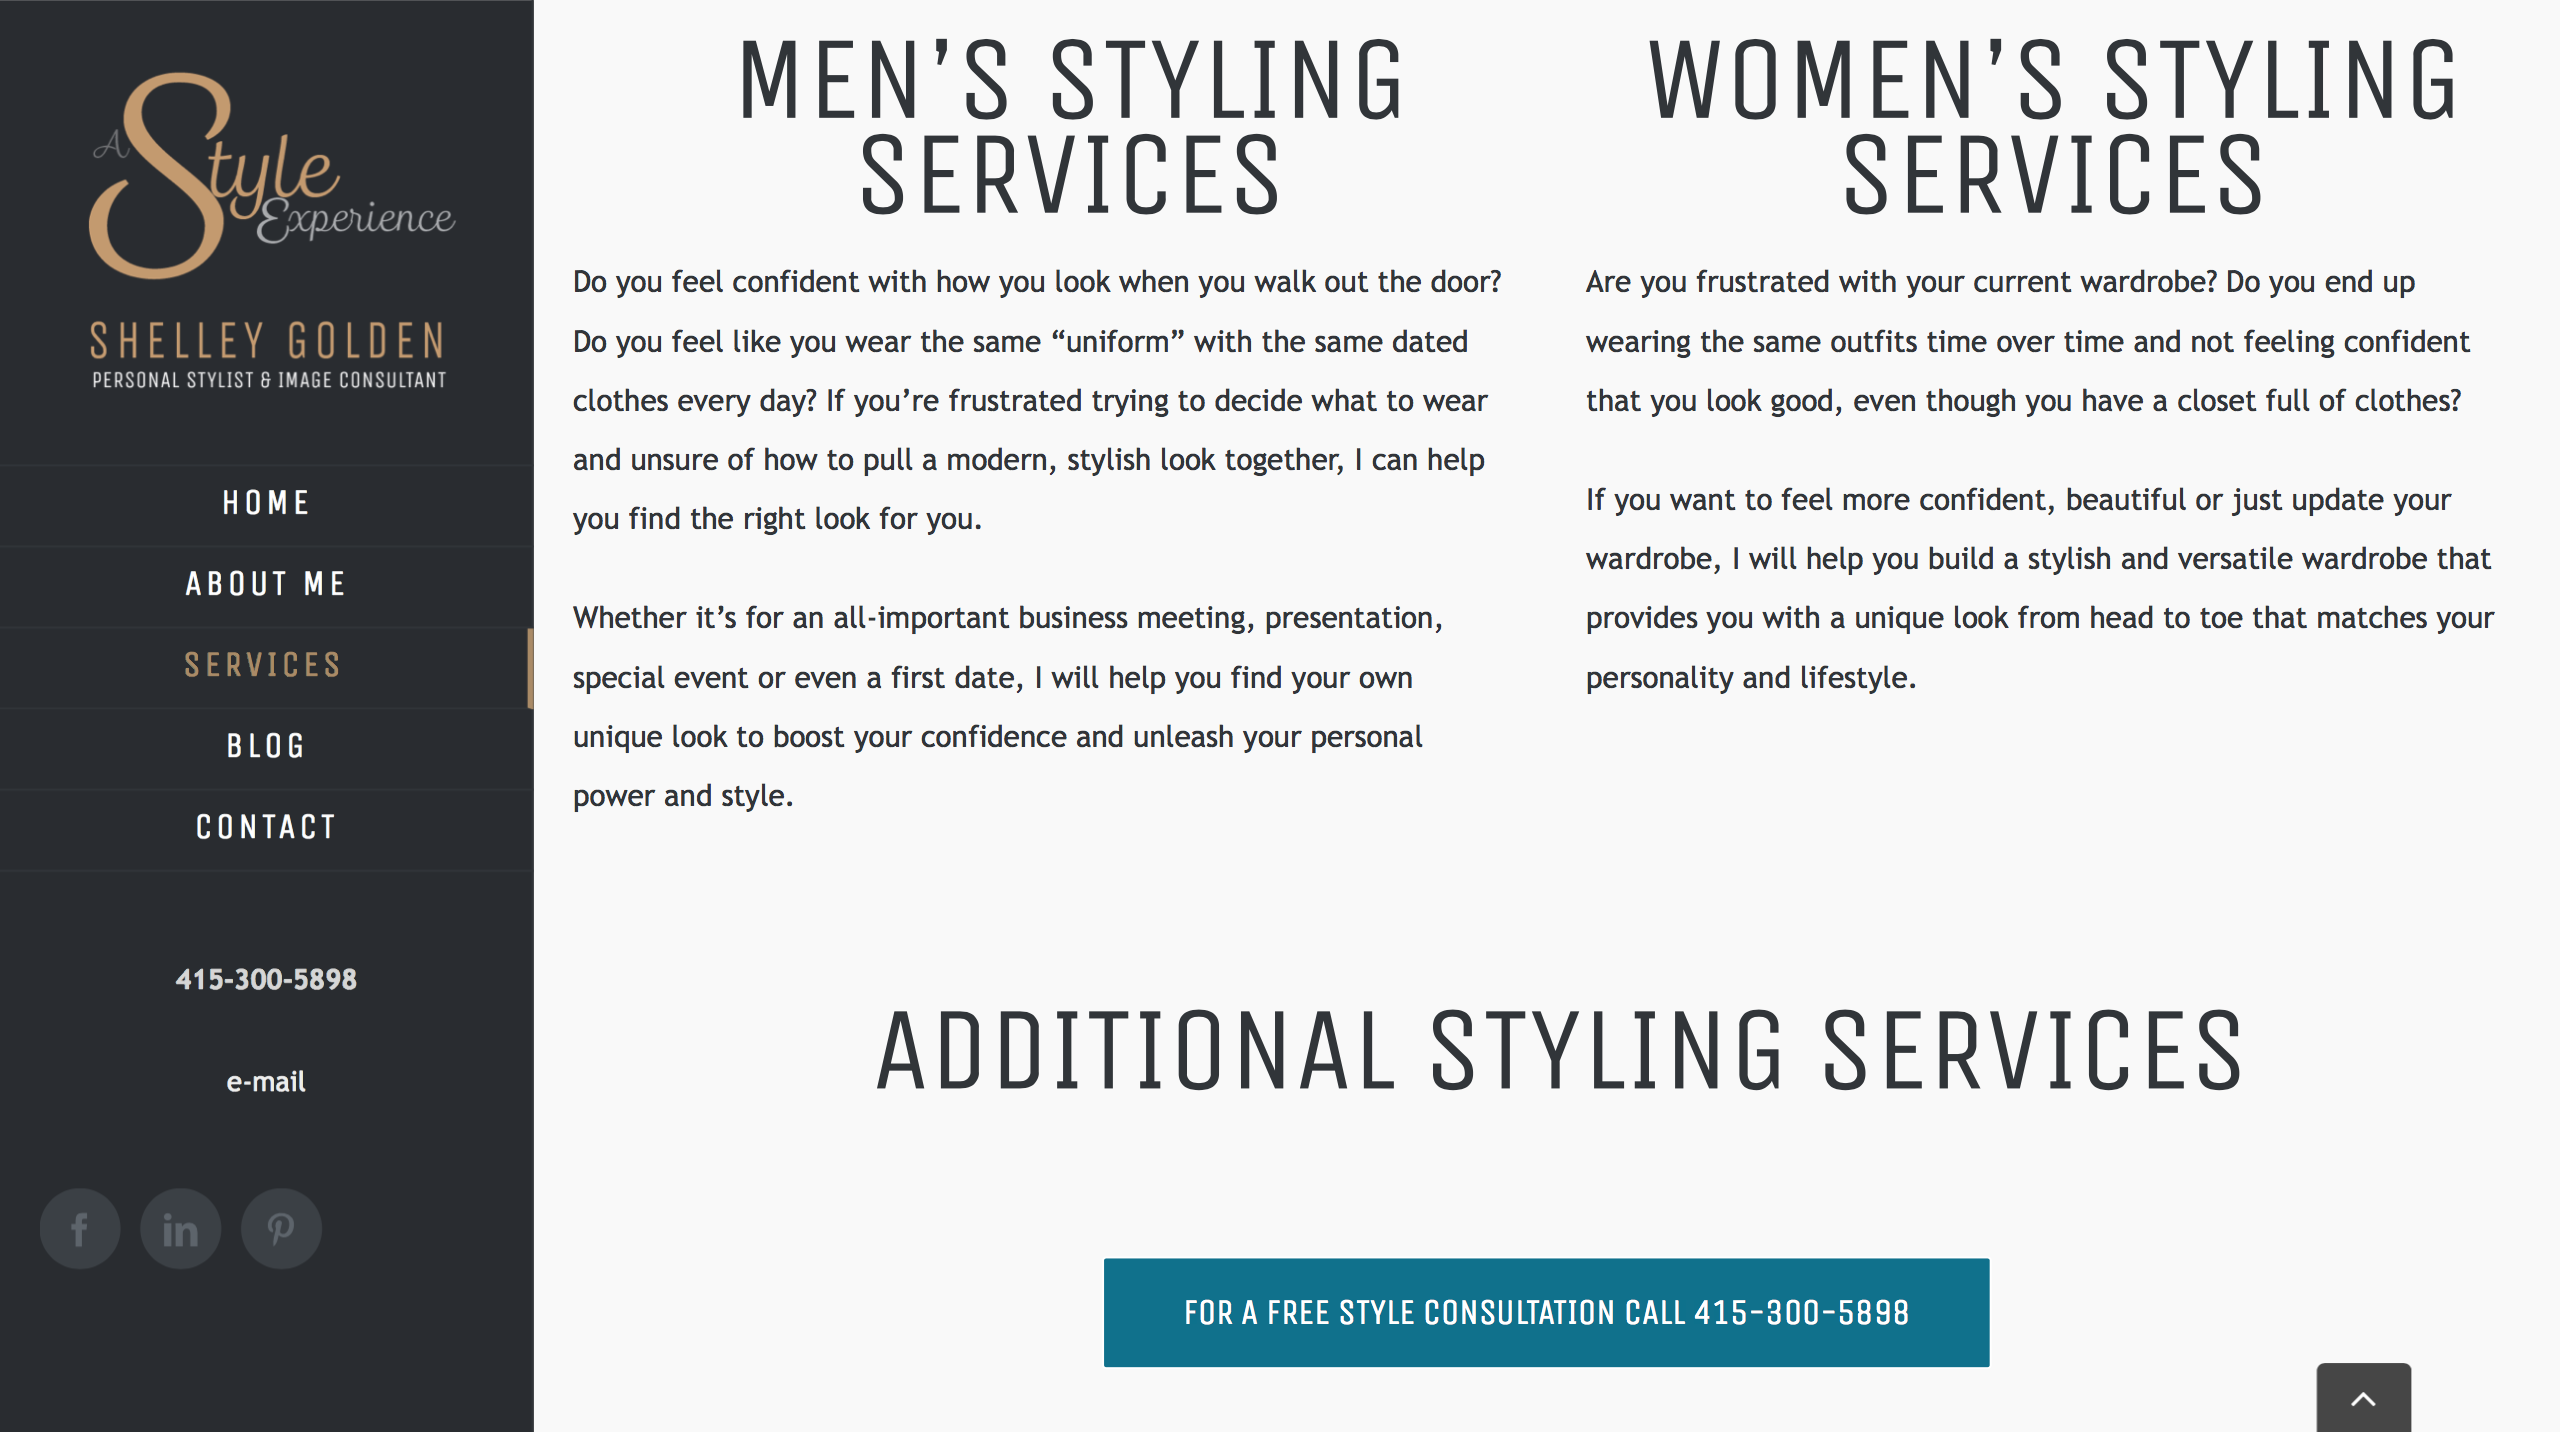 A Style
Experience
SHELLEY GOLDEN
PERSONAL STYLIST & IMAGE CONSULTANT
HOME
ABOUT ME
SERVICES
BLOG
CONTACT
415-300-5898
e-mail
f
in
MEN’S STYLING
SERVICES
Do you feel confident with how you look when you walk out the door?
Do you feel like you wear the same “uniform” with the same dated
clothes every day? If you’re frustrated trying to decide what to wear
and unsure of how to pull a modern, stylish look together, I can help
you find the right look for you.
Whether it’s for an all-important business meeting, presentation,
special event or even a first date, I will help you find your own
unique look to boost your confidence and unleash your personal
power and style.
WOMEN’S STYLING
SERVICES
Are you frustrated with your current wardrobe? Do you end up
wearing the same outfits time over time and not feeling confident
that you look good, even though you have a closet full of clothes?
If you want to feel more confident, beautiful or just update your
wardrobe, I will help you build a stylish and versatile wardrobe that
provides you with a unique look from head to toe that matches your
personality and lifestyle.
ADDITIONAL STYLING SERVICES
FOR A FREE STYLE CONSULTATION CALL 415-300-5898